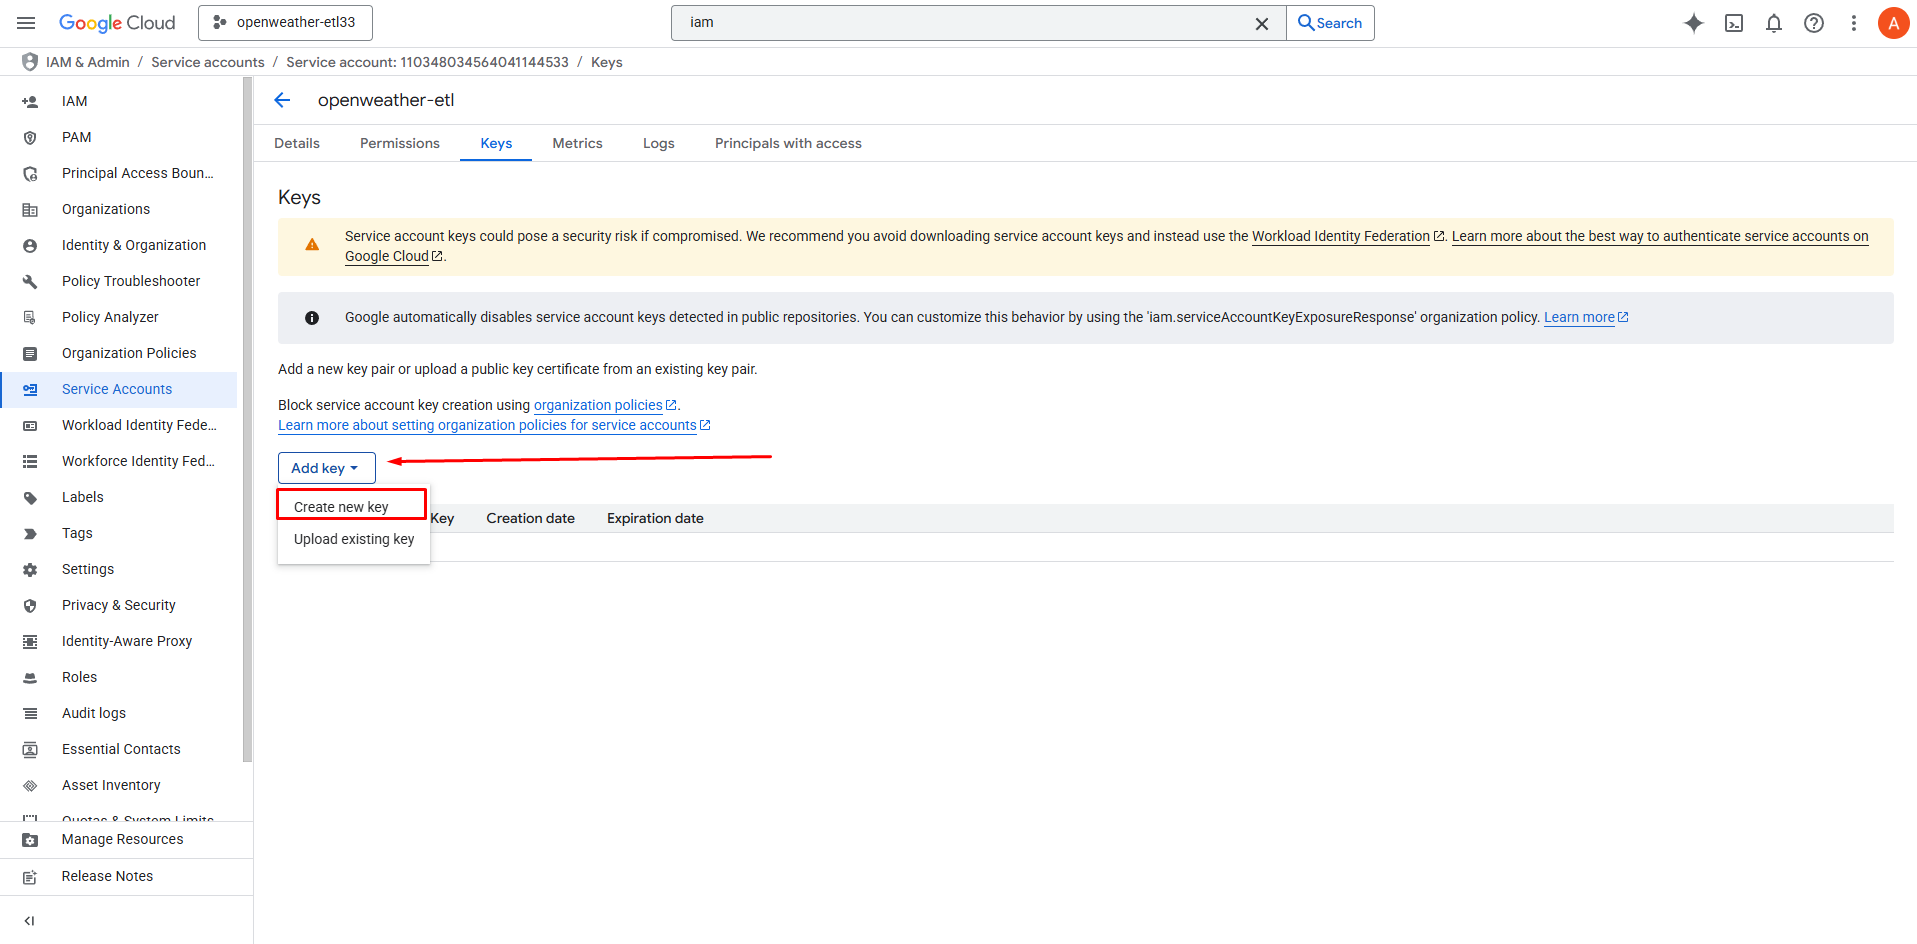 Google Cloud
openweather-etl33
iam
Search
A
IAM & Admin / Service accounts / Service account: 110348034564041144533 / Keys
IAM
PAM
Principal Access Boun...
Organizations
Identity & Organization
Policy Troubleshooter
Policy Analyzer
Organization Policies
Service Accounts
Workload Identity Fede...
Workforce Identity Fed...
Labels
Tags
Settings
Privacy & Security
Identity-Aware Proxy
Roles
Audit logs
Essential Contacts
Asset Inventory
Quotas & System Limits
Manage Resources
Release Notes
openweather-etl
Details
Permissions
Keys
Metrics
Logs
Principals with access
Keys
Service account keys could pose a security risk if compromised. We recommend you avoid downloading service account keys and instead use the Workload Identity Federation. Learn more about the best way to authenticate service accounts on
Google Cloud.
Google automatically disables service account keys detected in public repositories. You can customize this behavior by using the 'iam.serviceAccountKeyExposureResponse' organization policy. Learn more
Add a new key pair or upload a public key certificate from an existing key pair.
Block service account key creation using organization policies.
Learn more about setting organization policies for service accounts
Add key
Create new key
Upload existing key
Key
Creation date
Expiration date